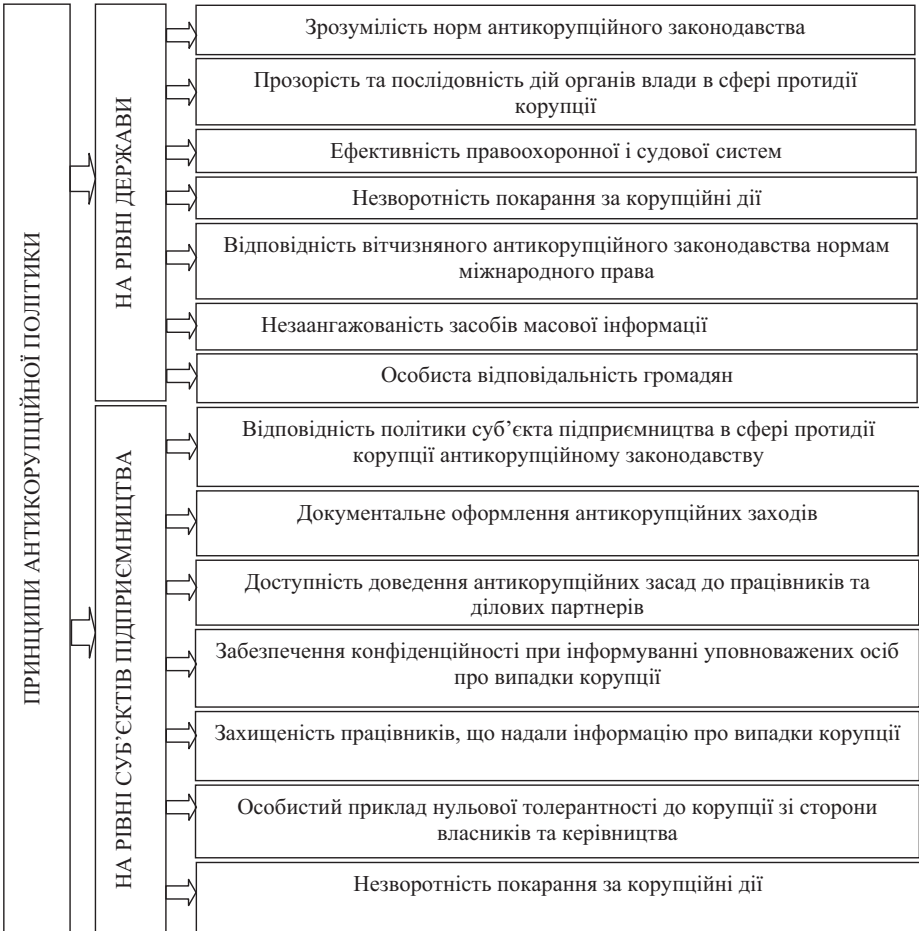 ПРИНЦИПИ АНТИКОРУПЦІЙНОЇ ПОЛІТИКИ
НА РІВНІ ДЕРЖАВИ
Зрозумілість норм антикорупційного законодавства
Прозорість та послідовність дій органів влади в сфері протидії
корупції
Ефективність правоохоронної і судової систем
Незворотність покарання за корупційні дії
Відповідність вітчизняного антикорупційного законодавства нормам
міжнародного права
Незаангажованість засобів масової інформації
Особиста відповідальність громадян
НА РІВНІ СУБ’ЄКТІВ ПІДПРИЄМНИЦТВА
Відповідність політики суб’єкта підприємництва в сфері протидії
корупції антикорупційному законодавству
Документальне оформлення антикорупційних заходів
Доступність доведення антикорупційних засад до працівників та
ділових партнерів
Забезпечення конфіденційності при інформуванні уповноважених осіб
про випадки корупції
Захищеність працівників, що надали інформацію про випадки корупції
Особистий приклад нульової толерантності до корупції зі сторони
власників та керівництва
Незворотність покарання за корупційні дії